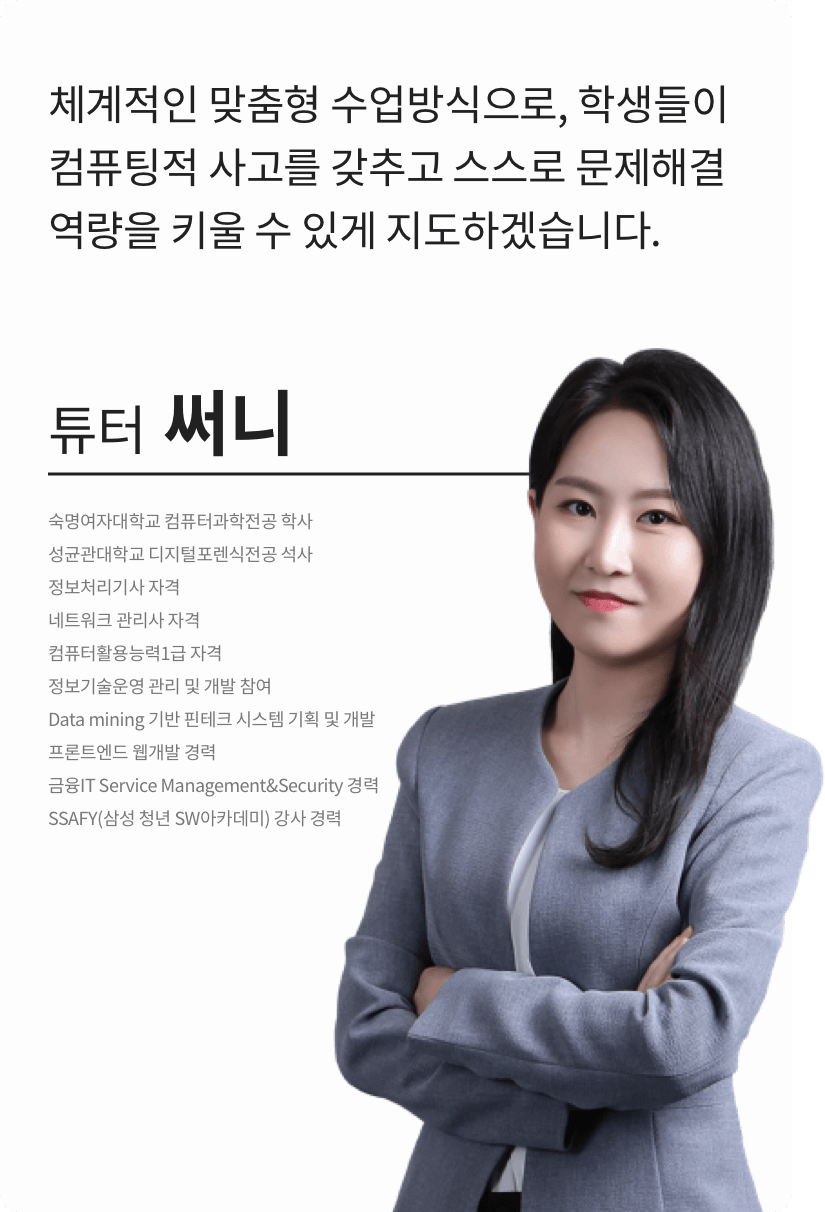 체계적인 맞춤형 수업방식으로, 학생들이
컴퓨팅적 사고를 갖추고 스스로 문제해결
역량을 키울 수 있게 지도하겠습니다.
튜터 써니
숙명여자대학교 컴퓨터과학전공 학사
성균관대학교 디지털포렌식전공 석사
정보처리기사 자격
네트워크 관리사 자격
컴퓨터활용능력1급 자격
정보기술운영 관리 및 개발 참여
Data mining 기반 핀테크 시스템 기획 및 개발
프론트엔드 웹개발 경력
금융IT Service Management&Security 경력
SSAFY(삼성 청년 SW아카데미) 강사 경력